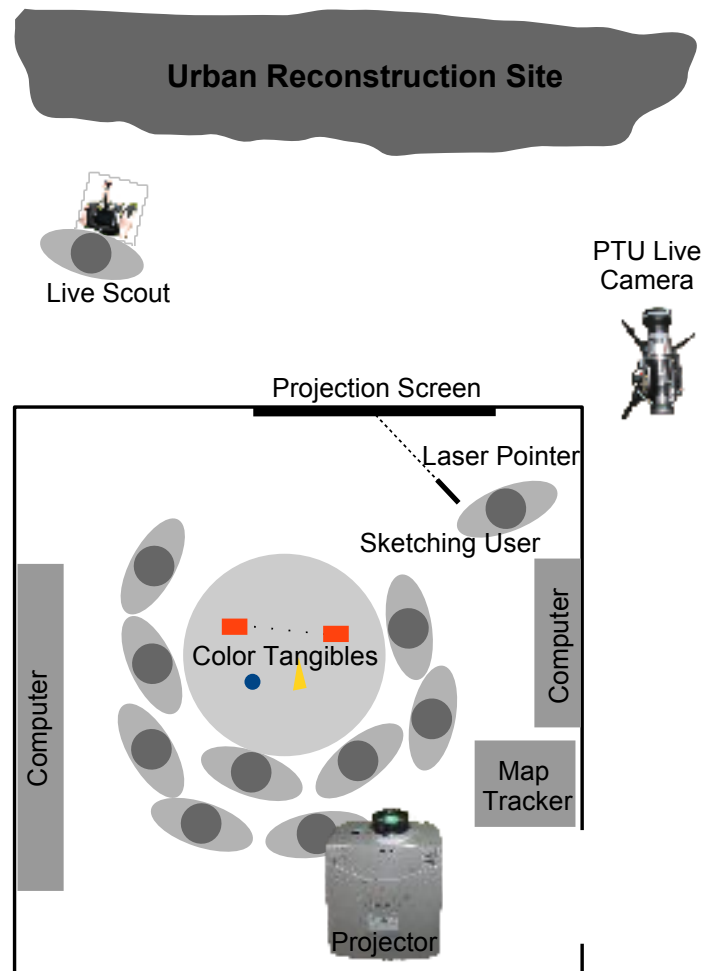 Urban Reconstruction Site
Live Scout
PTU Live
Camera
Projection Screen
Laser Pointer
Sketching User
Color Tangibles
Computer
Computer
Map
Tracker
Projector